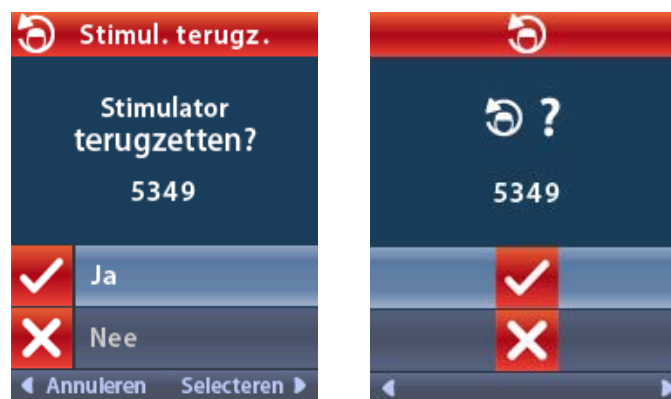 Stimul. terugz.
Stimulator
terugzetten?
5349
Ja
Nee
Annuleren Selecteren
?
5349